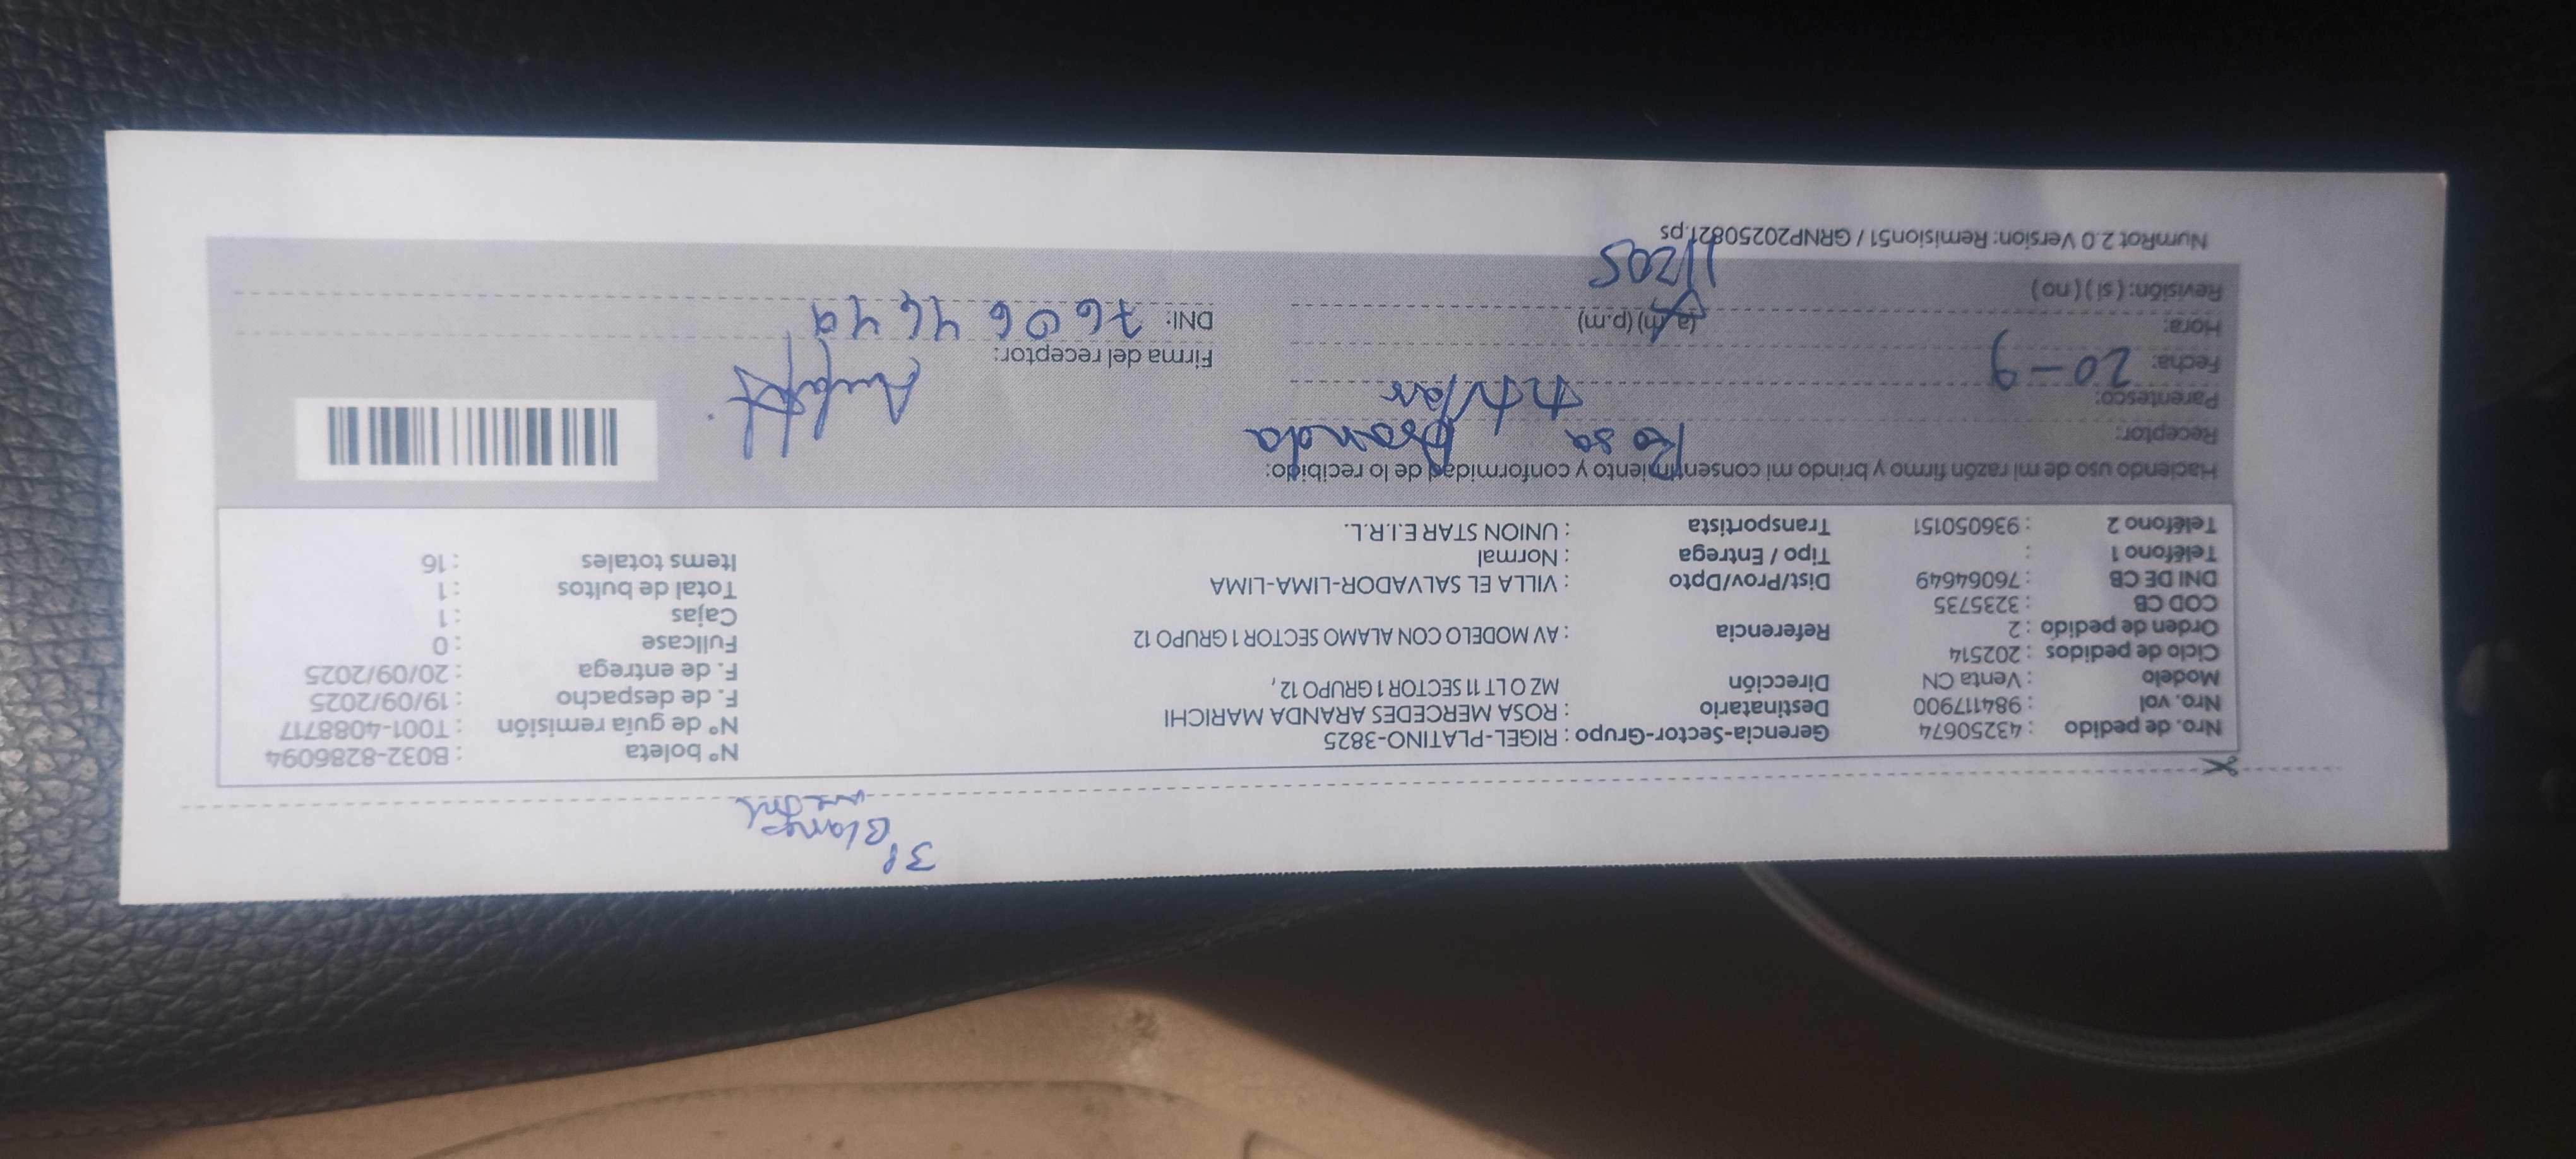 3° Blanco
Nro. de pedido : 43250674 Gerencia-Sector-Grupo : RIGEL-PLATINO-3825 N° boleta : B032-8286094
Nro. vol : 984117900 Destinatario : ROSA MERCEDES ARANDA MARICHI N° de guía remisión : T001-4088717
Modelo : Venta CN Dirección MZ O LT 11 SECTOR 1 GRUPO 12, F. de despacho : 19/09/2025
Ciclo de pedidos : 202514 F. de entrega : 20/09/2025
Orden de pedido : 2 Referencia : AV MODELO CON ALAMO SECTOR 1 GRUPO 12 Fullcase : 0
COD CB : 3235735 Cajas : 1
DNI DE CB : 76064649 Dist/Prov/Dpto : VILLA EL SALVADOR-LIMA-LIMA Total de bultos : 1
Teléfono 1 : Tipo / Entrega : Normal Items totales : 16
Teléfono 2 : 936050151 Transportista : UNION STAR E.I.R.L.
Haciendo uso de mi razón firmo y brindo mi consentimiento y conformidad de lo recibido:
Receptor: Rosa Aranda
Parentesco: titular
Fecha: 20-9 Firma del receptor:
Hora: (a.m) (p.m) DNI: 76064649
Revisión: ( si ) ( no ) 1205
NumRot 2.0 Version: Remision51 / GRNP20250821.ps